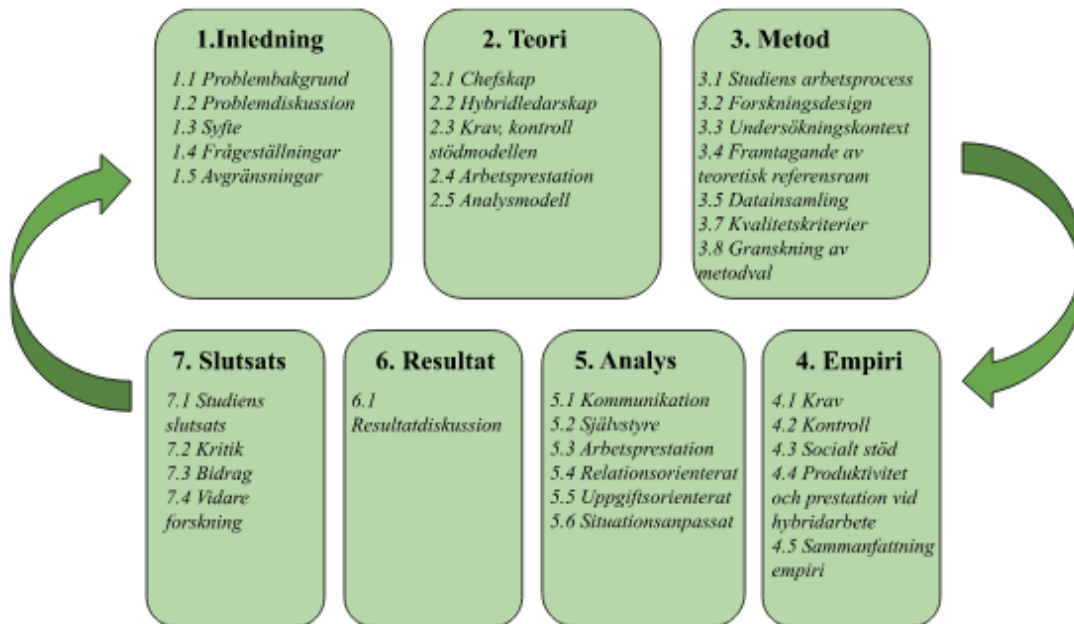 1.Inledning
1.1 Problembakgrund
1.2 Problemdiskussion
1.3 Syfte
1.4 Frågeställningar
1.5 Avgränsningar
2. Teori
2.1 Chefskap
2.2 Hybridledarskap
2.3 Krav, kontroll
stödmodellen
2.4 Arbetsprestation
2.5 Analysmodell
3. Metod
3.1 Studiens arbetsprocess
3.2 Forskningsdesign
3.3 Undersökningskontext
3.4 Framtagande av
teoretisk referensram
3.5 Datainsamling
3.7 Kvalitetskriterier
3.8 Granskning av
metodval
4. Empiri
4.1 Krav
4.2 Kontroll
4.3 Socialt stöd
4.4 Produktivitet
och prestation vid
hybridarbete
4.5 Sammanfattning
empiri
5. Analys
5.1 Kommunikation
5.2 Självstyre
5.3 Arbetsprestation
5.4 Relationsorienterat
5.5 Uppgiftsorienterat
5.6 Situationsanpassat
6. Resultat
6.1
Resultatdiskussion
7. Slutsats
7.1 Studiens
slutsats
7.2 Kritik
7.3 Bidrag
7.4 Vidare
forskning